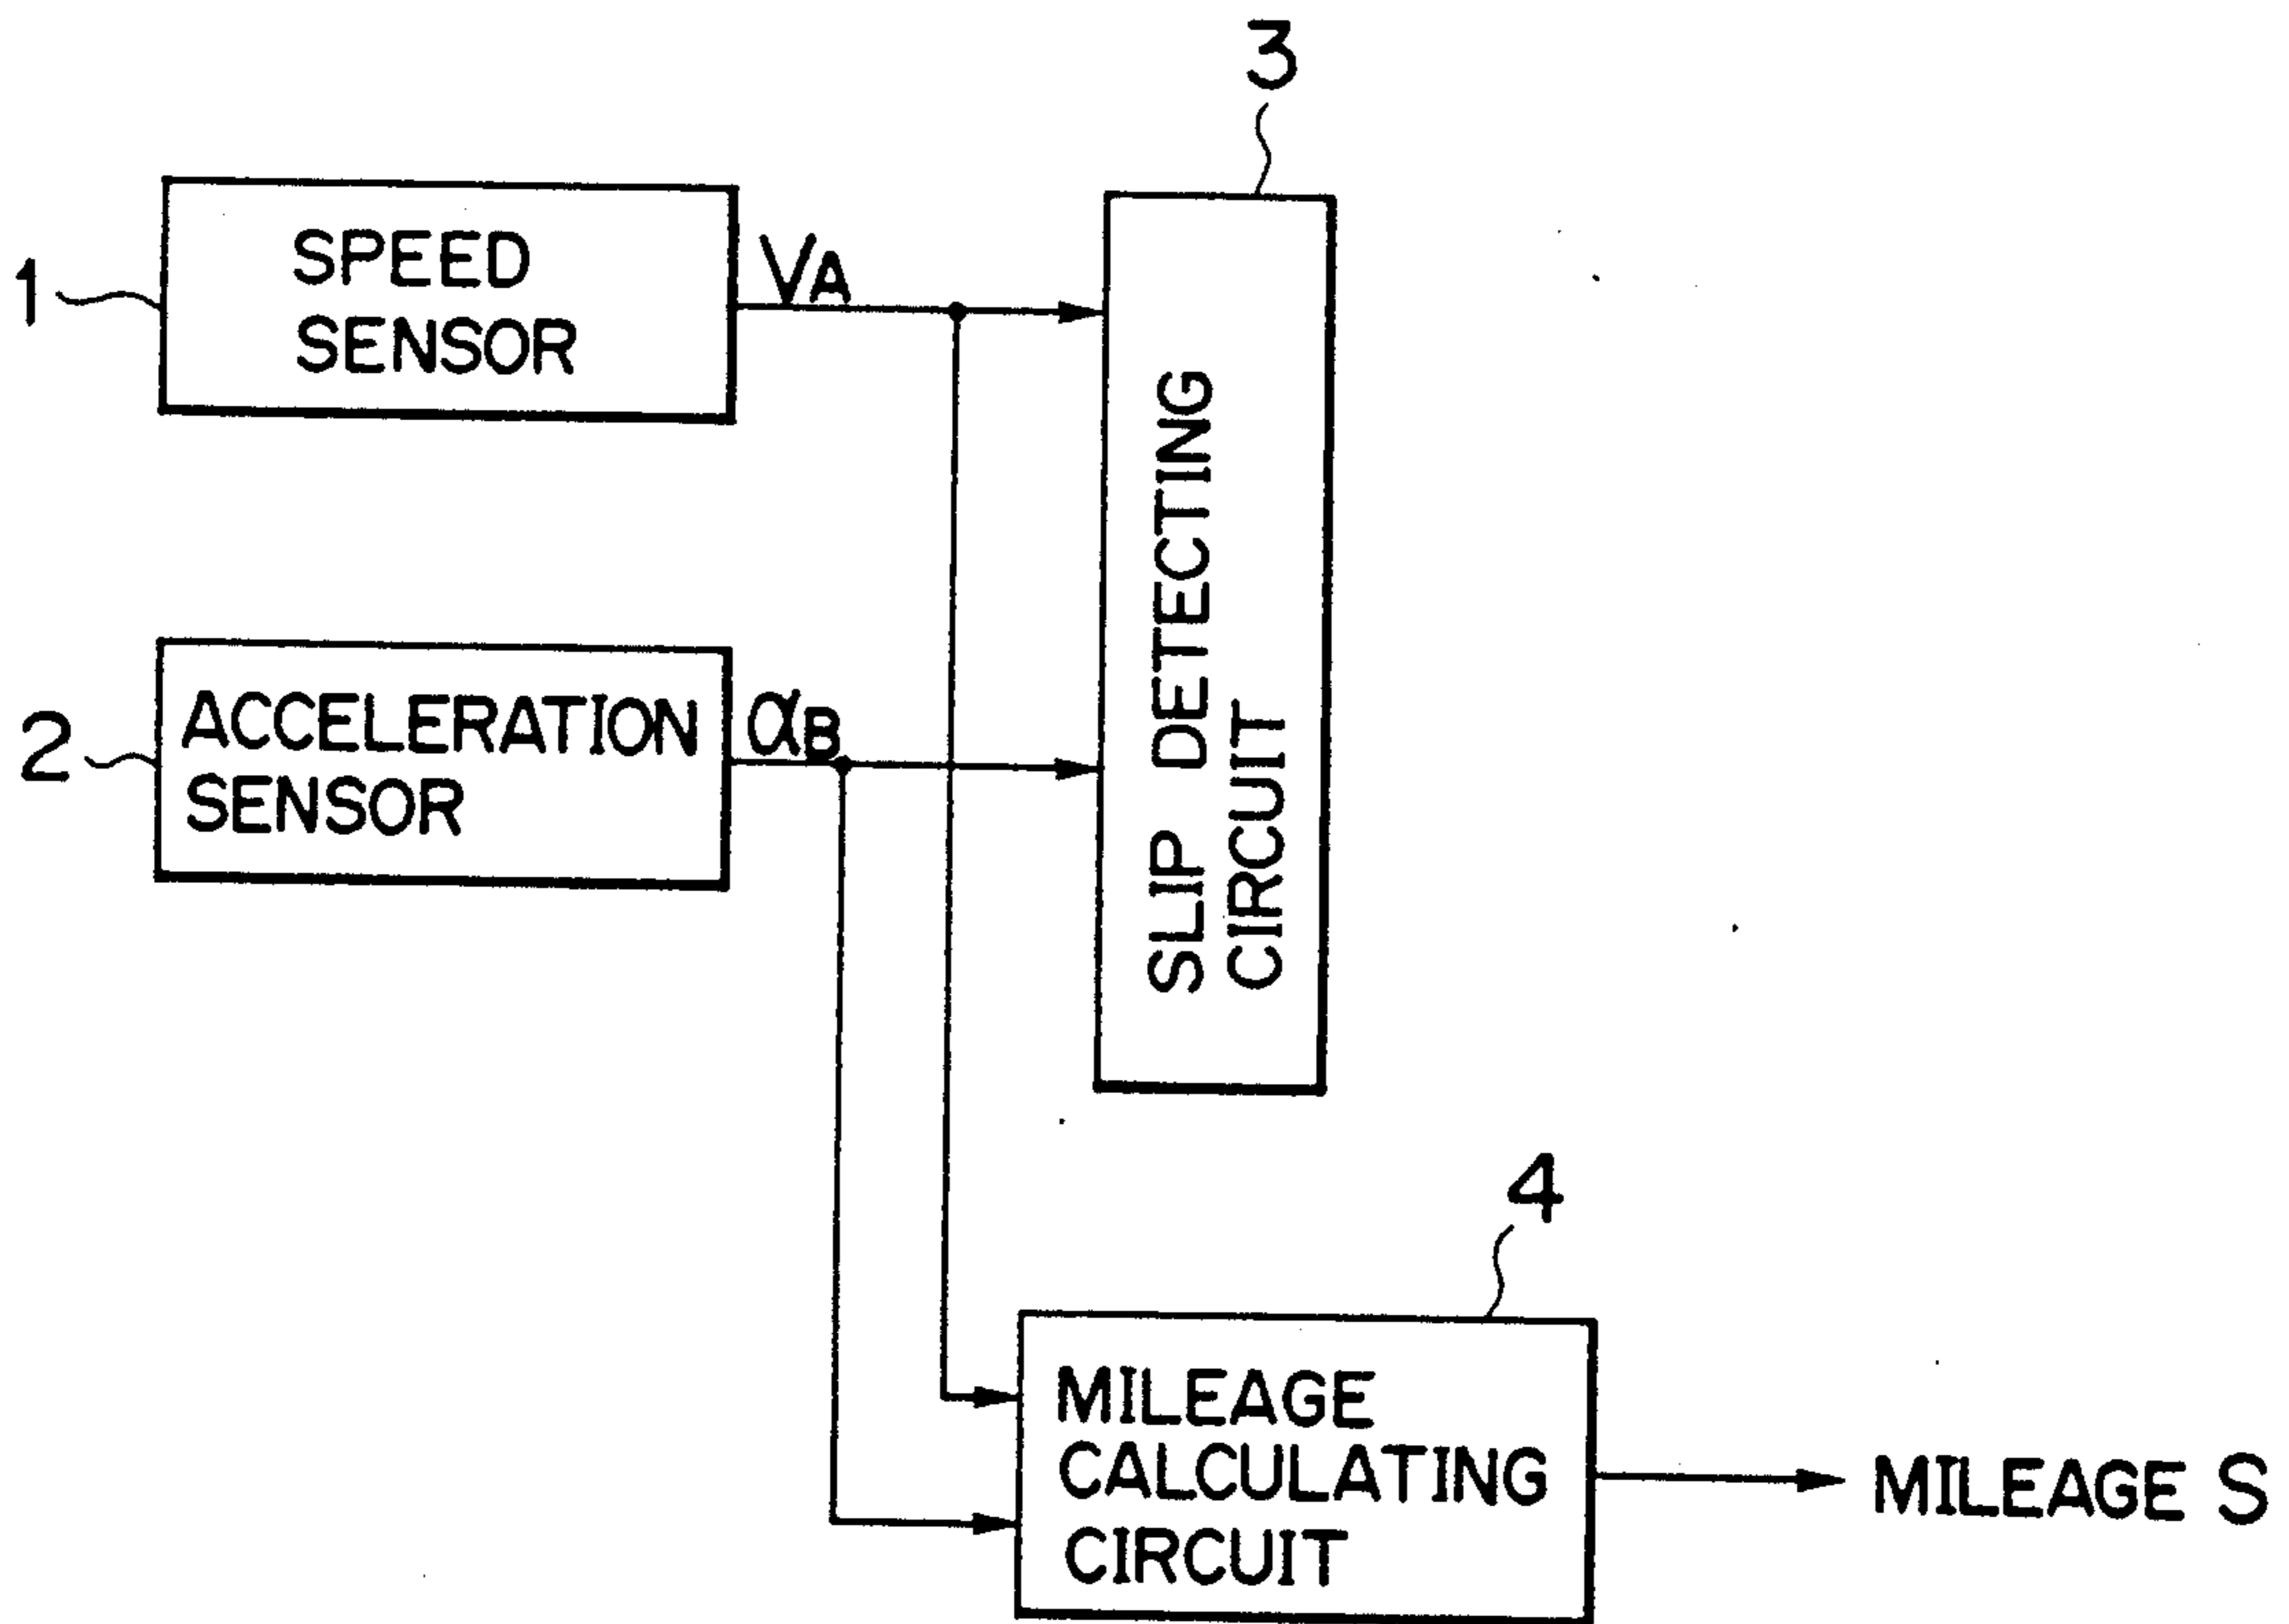 3
1
SPEED
SENSOR
VA
2
ACCELERATION
SENSOR
αB
SLIP DETECTING
CIRCUIT
4
MILEAGE
CALCULATING
CIRCUIT
MILEAGE S